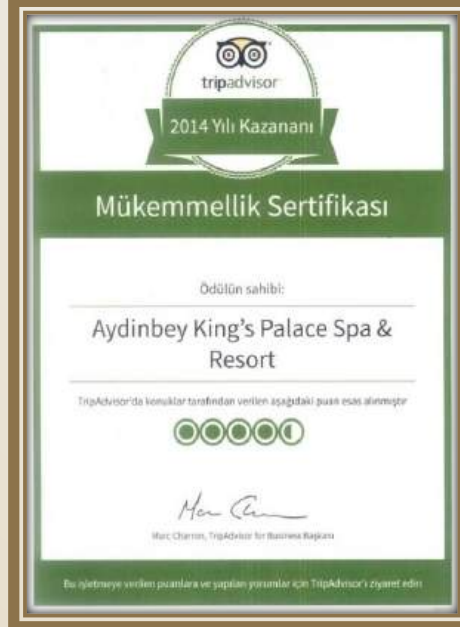 tripadvisor
2014 Yılı Kazananı
Mükemmellik Sertifikası
Ödülün sahibi:
Aydinbey King's Palace Spa &
Resort
TripAdvisor'da konuklar tarafından verilen aşağıdaki puan esas alınmıştır
Marc Charron, TripAdvisor for Business Başkanı
Bu işletmeye verilen puanlara ve yapılan yorumlar için TripAdvisor'ı ziyaret edin